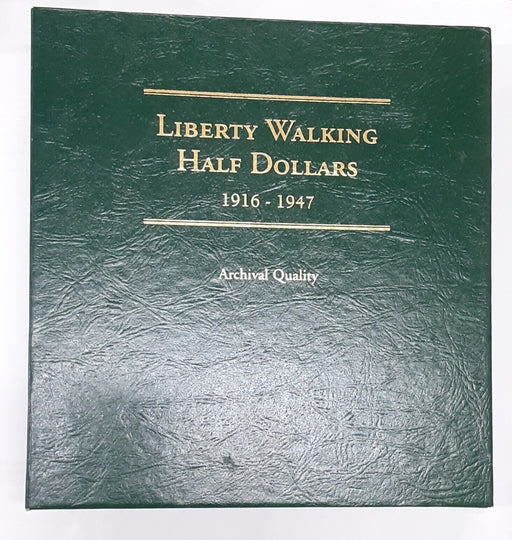 LIBERTY WALKING
HALF DOLLARS
1916 - 1947
Archival Quality